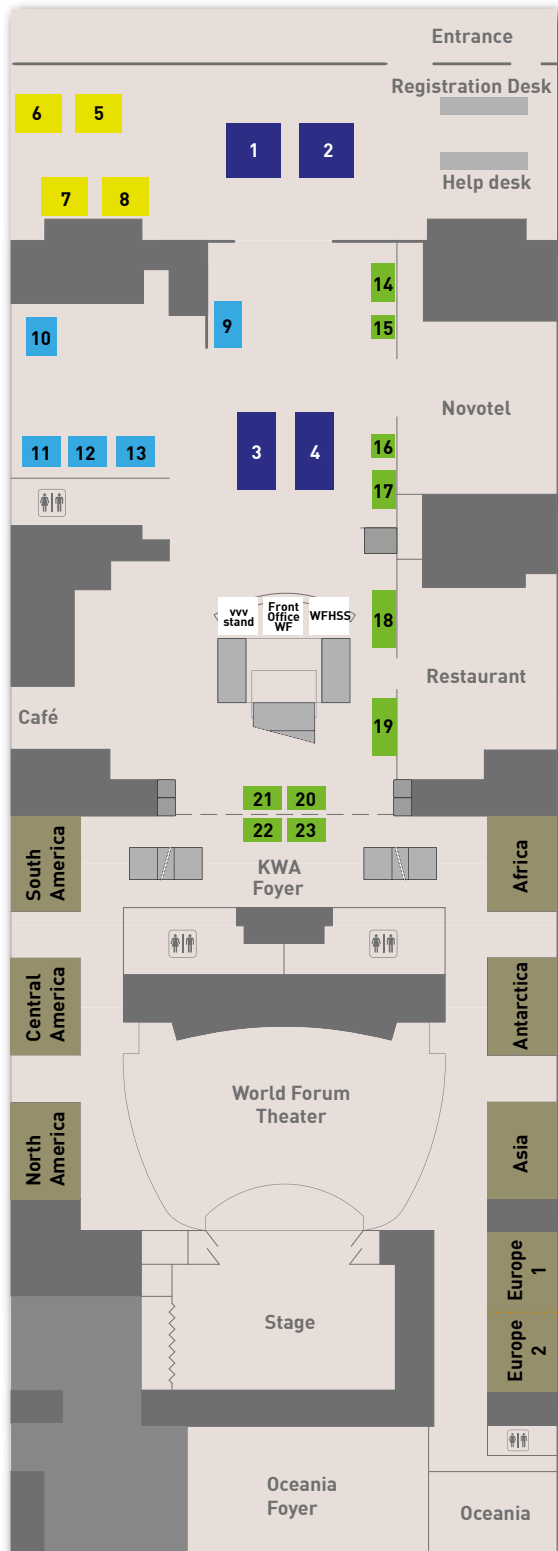 Entrance
Registration Desk
6
5
1
2
Help desk
7
8
14
9
15
10
Novotel
16
3
4
11
12
13
17
vvv
stand
Front
Office
WF
WFHSS
18
Restaurant
Café
19
21
20
22
23
KWA
Foyer
South
America
Africa
Central
America
Antarctica
World Forum
Theater
North
America
Asia
Europe
1
Stage
Europe
2
Oceania
Foyer
Oceania